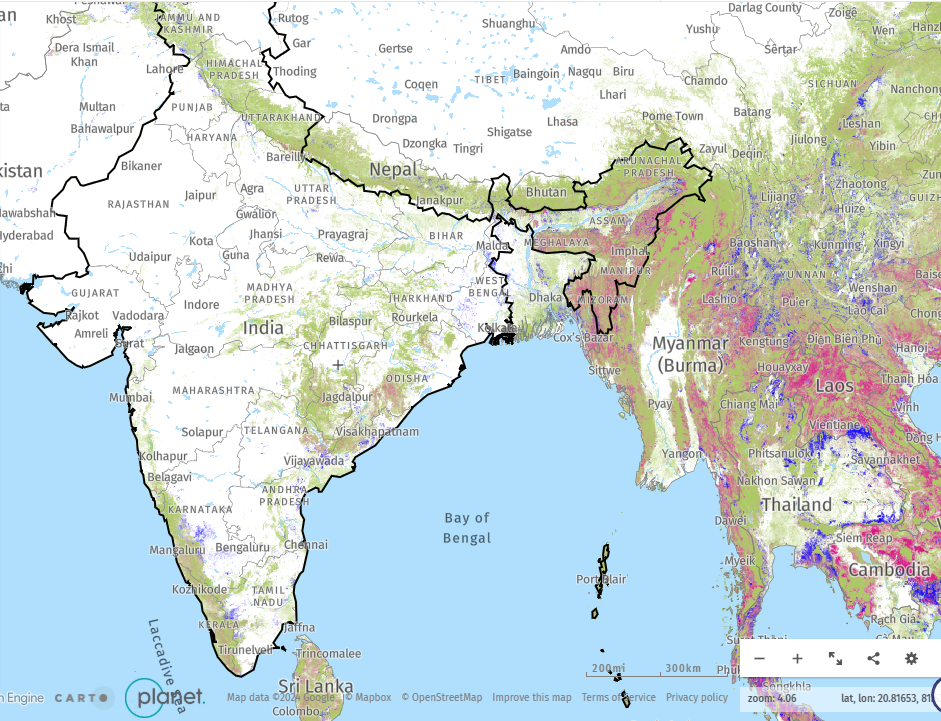 Khost
JAMMU AND
KASHMIR
Rutog
Shuanghu
Darlag County
Zoigê
Wen
Yushu
Dera Ismail
Khan
Lahore
HIMACHAL
PRADESH
Gar
Thoding
Gertse
Amdo
Sêrtar
Coqen
TIBET
Baingoin
Nagqu
Biru
Chamdo
SICHUAN
Nanchong
Multan
PUNJAB
Lhari
Batang
Leshan
Bahawalpur
HARYANA
UTTARAKHAND
Drongpa
Lhasa
Pome Town
Shigatse
Jiulong
Yibin
Bikaner
Bareilly
Dzongka
Tingri
Zayul
Deqin
kistan
Nepal
ARUNACHAL
PRADESH
Jaipur
Agra
UTTAR
PRADESH
Janakpur
Bhutan
Lijiang
Zhaotong
RAJASTHAN
awabshah
Gwalior
ASSAM
Huize
Hyderabad
Kota
Jhansi
Prayagraj
BIHAR
Malda
MEGHALAYA
Imphal
Baoshan
Kunming
Xingyi
Udaipur
Guna
Rewa
MANIPUR
Ruili
YUNNAN
GUJARAT
MADHYA
PRADESH
JHARKHAND
WEST
BENGAL
Dhaka
MIZORAM
Lashio
Pu'er
Wenshan
Lao Cai
Rajkot
Vadodara
Indore
India
Bilaspur
Rourkela
Kolkata
Cox's Bazar
Amreli
Surat
Jalgaon
CHHATTISGARH
Myanmar
(Burma)
Kengtung
Điện Biên Phủ
Hanoi
Sittwe
Houayxay
Laos
Thanh Hóa
ODISHA
Mumbai
MAHARASHTRA
Jagdalpur
Pyay
Chiang Mai
Vinh
Solapur
TELANGANA
Visakhapatnam
Vientiane
Kolhapur
Vijayawada
Yangon
Phitsanulok
Savannakhet
Belagavi
Nakhon Sawan
ANDHRA
PRADESH
Thailand
KARNATAKA
Bay of
Bengal
Dawei
Mangaluru
Bengaluru
Chennai
Siem Reap
Myeik
Cambodia
Kozhikode
TAMIL
NADU
Port Blair
KERALA
Jaffna
Tirunelveli
Trincomalee
Laccadive Sea
Sri Lanka
Colombo
200mi
300km
Songkhla
n Engine
CARTO
planet.
Map data ©2024 Google
© Mapbox
© OpenStreetMap
Improve this map
Terms of Service
Privacy policy
zoom: 4.06
lat, lon: 20.81653, 81